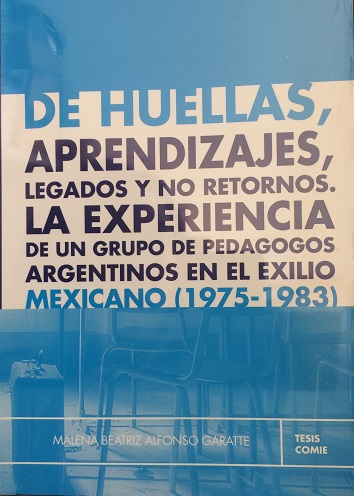 DE HUELLAS,
APRENDIZAJES,
LEGADOS Y NO RETORNOS.
LA EXPERIENCIA
DE UN GRUPO DE PEDAGOGOS
ARGENTINOS EN EL EXILIO
MEXICANO (1975-1983)
MALENA BEATRIZ ALFONSO GARATTE
TESIS
COMIE